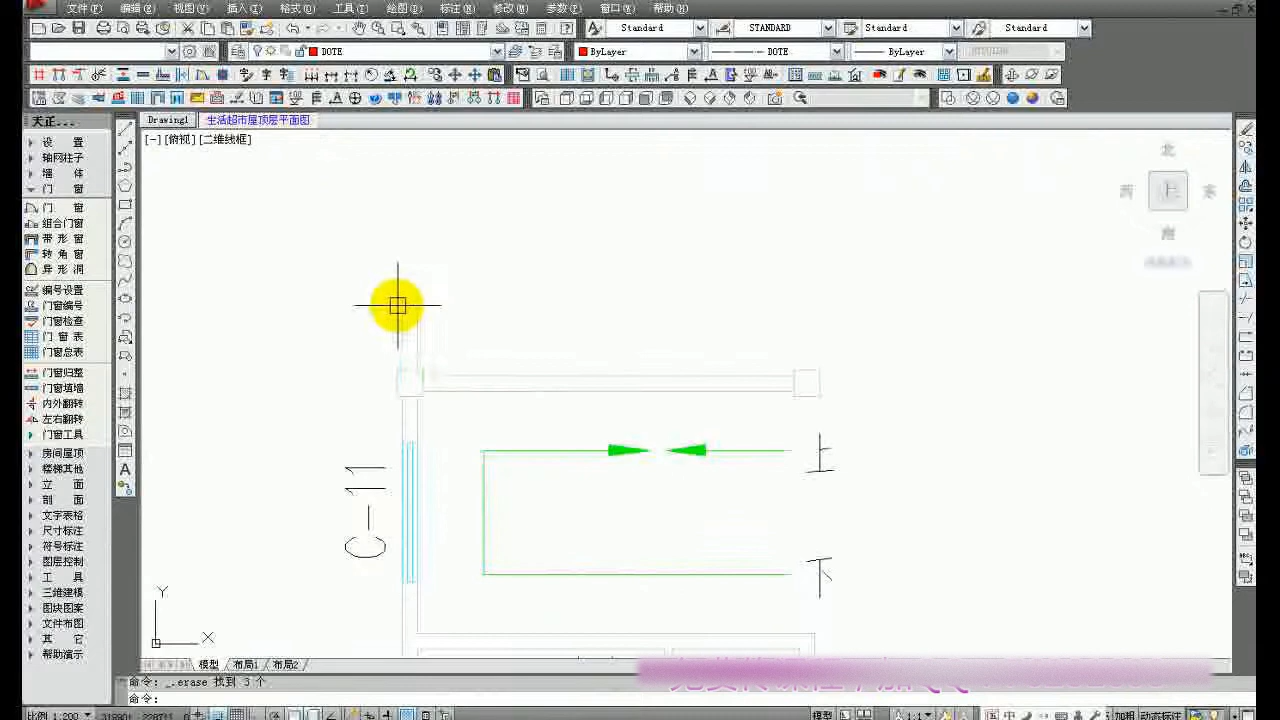 文件(F) 编辑(E) 视图(V) 插入(I) 格式(O) 工具(T) 绘图(D) 标注(N) 修改(M) 参数(P) 窗口(W) 帮助(H)
Standard STANDARD Standard Standard
DOTE ByLayer DOTE ByLayer
天正...
Drawing1 生活超市屋顶层平面图
[-][俯视][二维线框]
设 置
轴网柱子
墙 体
门 窗
门 窗
组合门窗
带 形 窗
转 角 窗
异 形 洞
编号设置
门窗编号
门窗检查
门 窗 表
门窗总表
门窗归整
门窗填墙
内外翻转
左右翻转
门窗工具
房间屋顶
楼梯其他
立 面
剖 面
文字表格
尺寸标注
符号标注
图层控制
工 具
三维建模
图块图案
文件布图
其 它
帮助演示
北
上
C-11
上
下
Y
X
模型 布局1 布局2
命令: _.erase 找到 3 个
命令:
比例 1:200
模型
1:1
加粗 动态标注